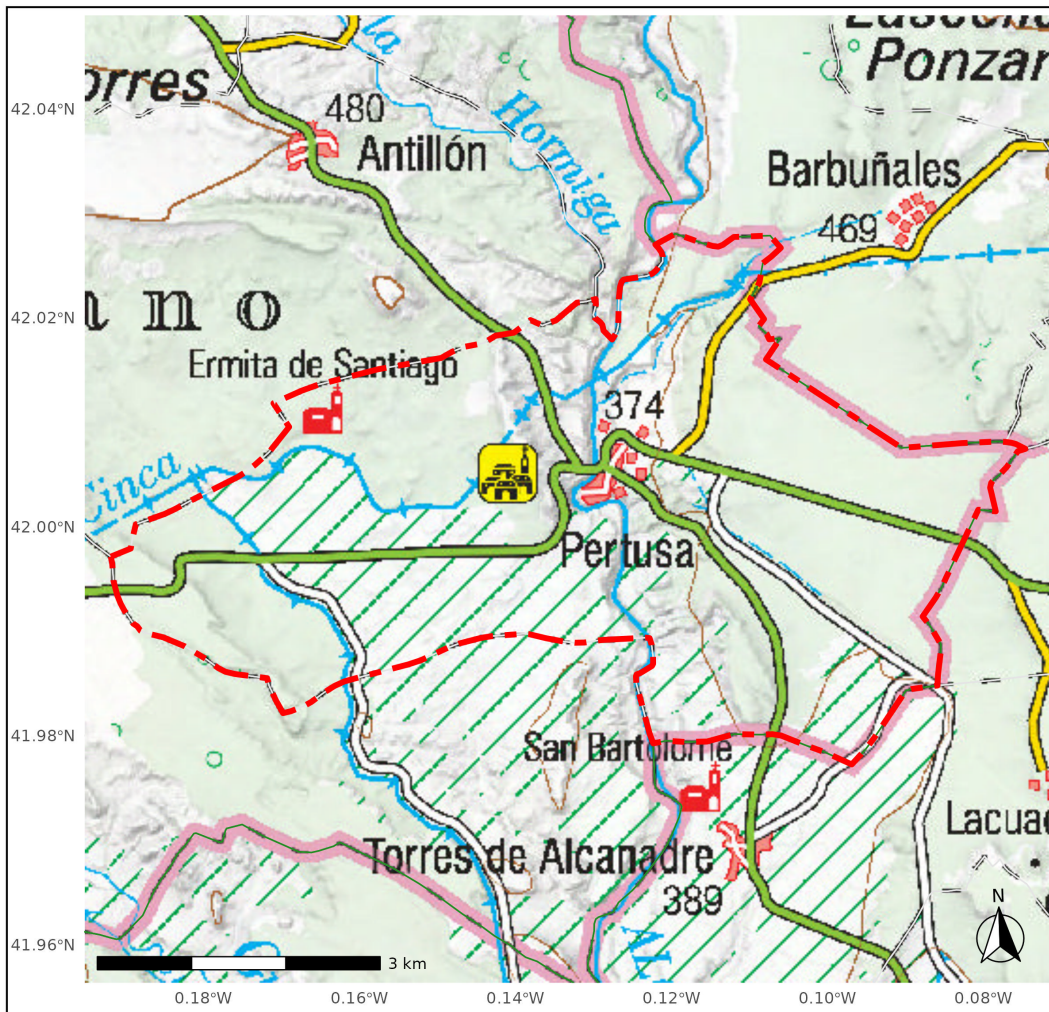 Ponzar
orres
480
Antillón
Hormiga
Barbuñales
469
42.04°N
42.02°N
ano
Ermita de Santiago
374
Cinca
42.00°N
Pertusa
41.98°N
San Bartolome
Lacuad
Torres de Alcanadre
389
41.96°N
N
3 km
0.18°W 0.16°W 0.14°W 0.12°W 0.10°W 0.08°W